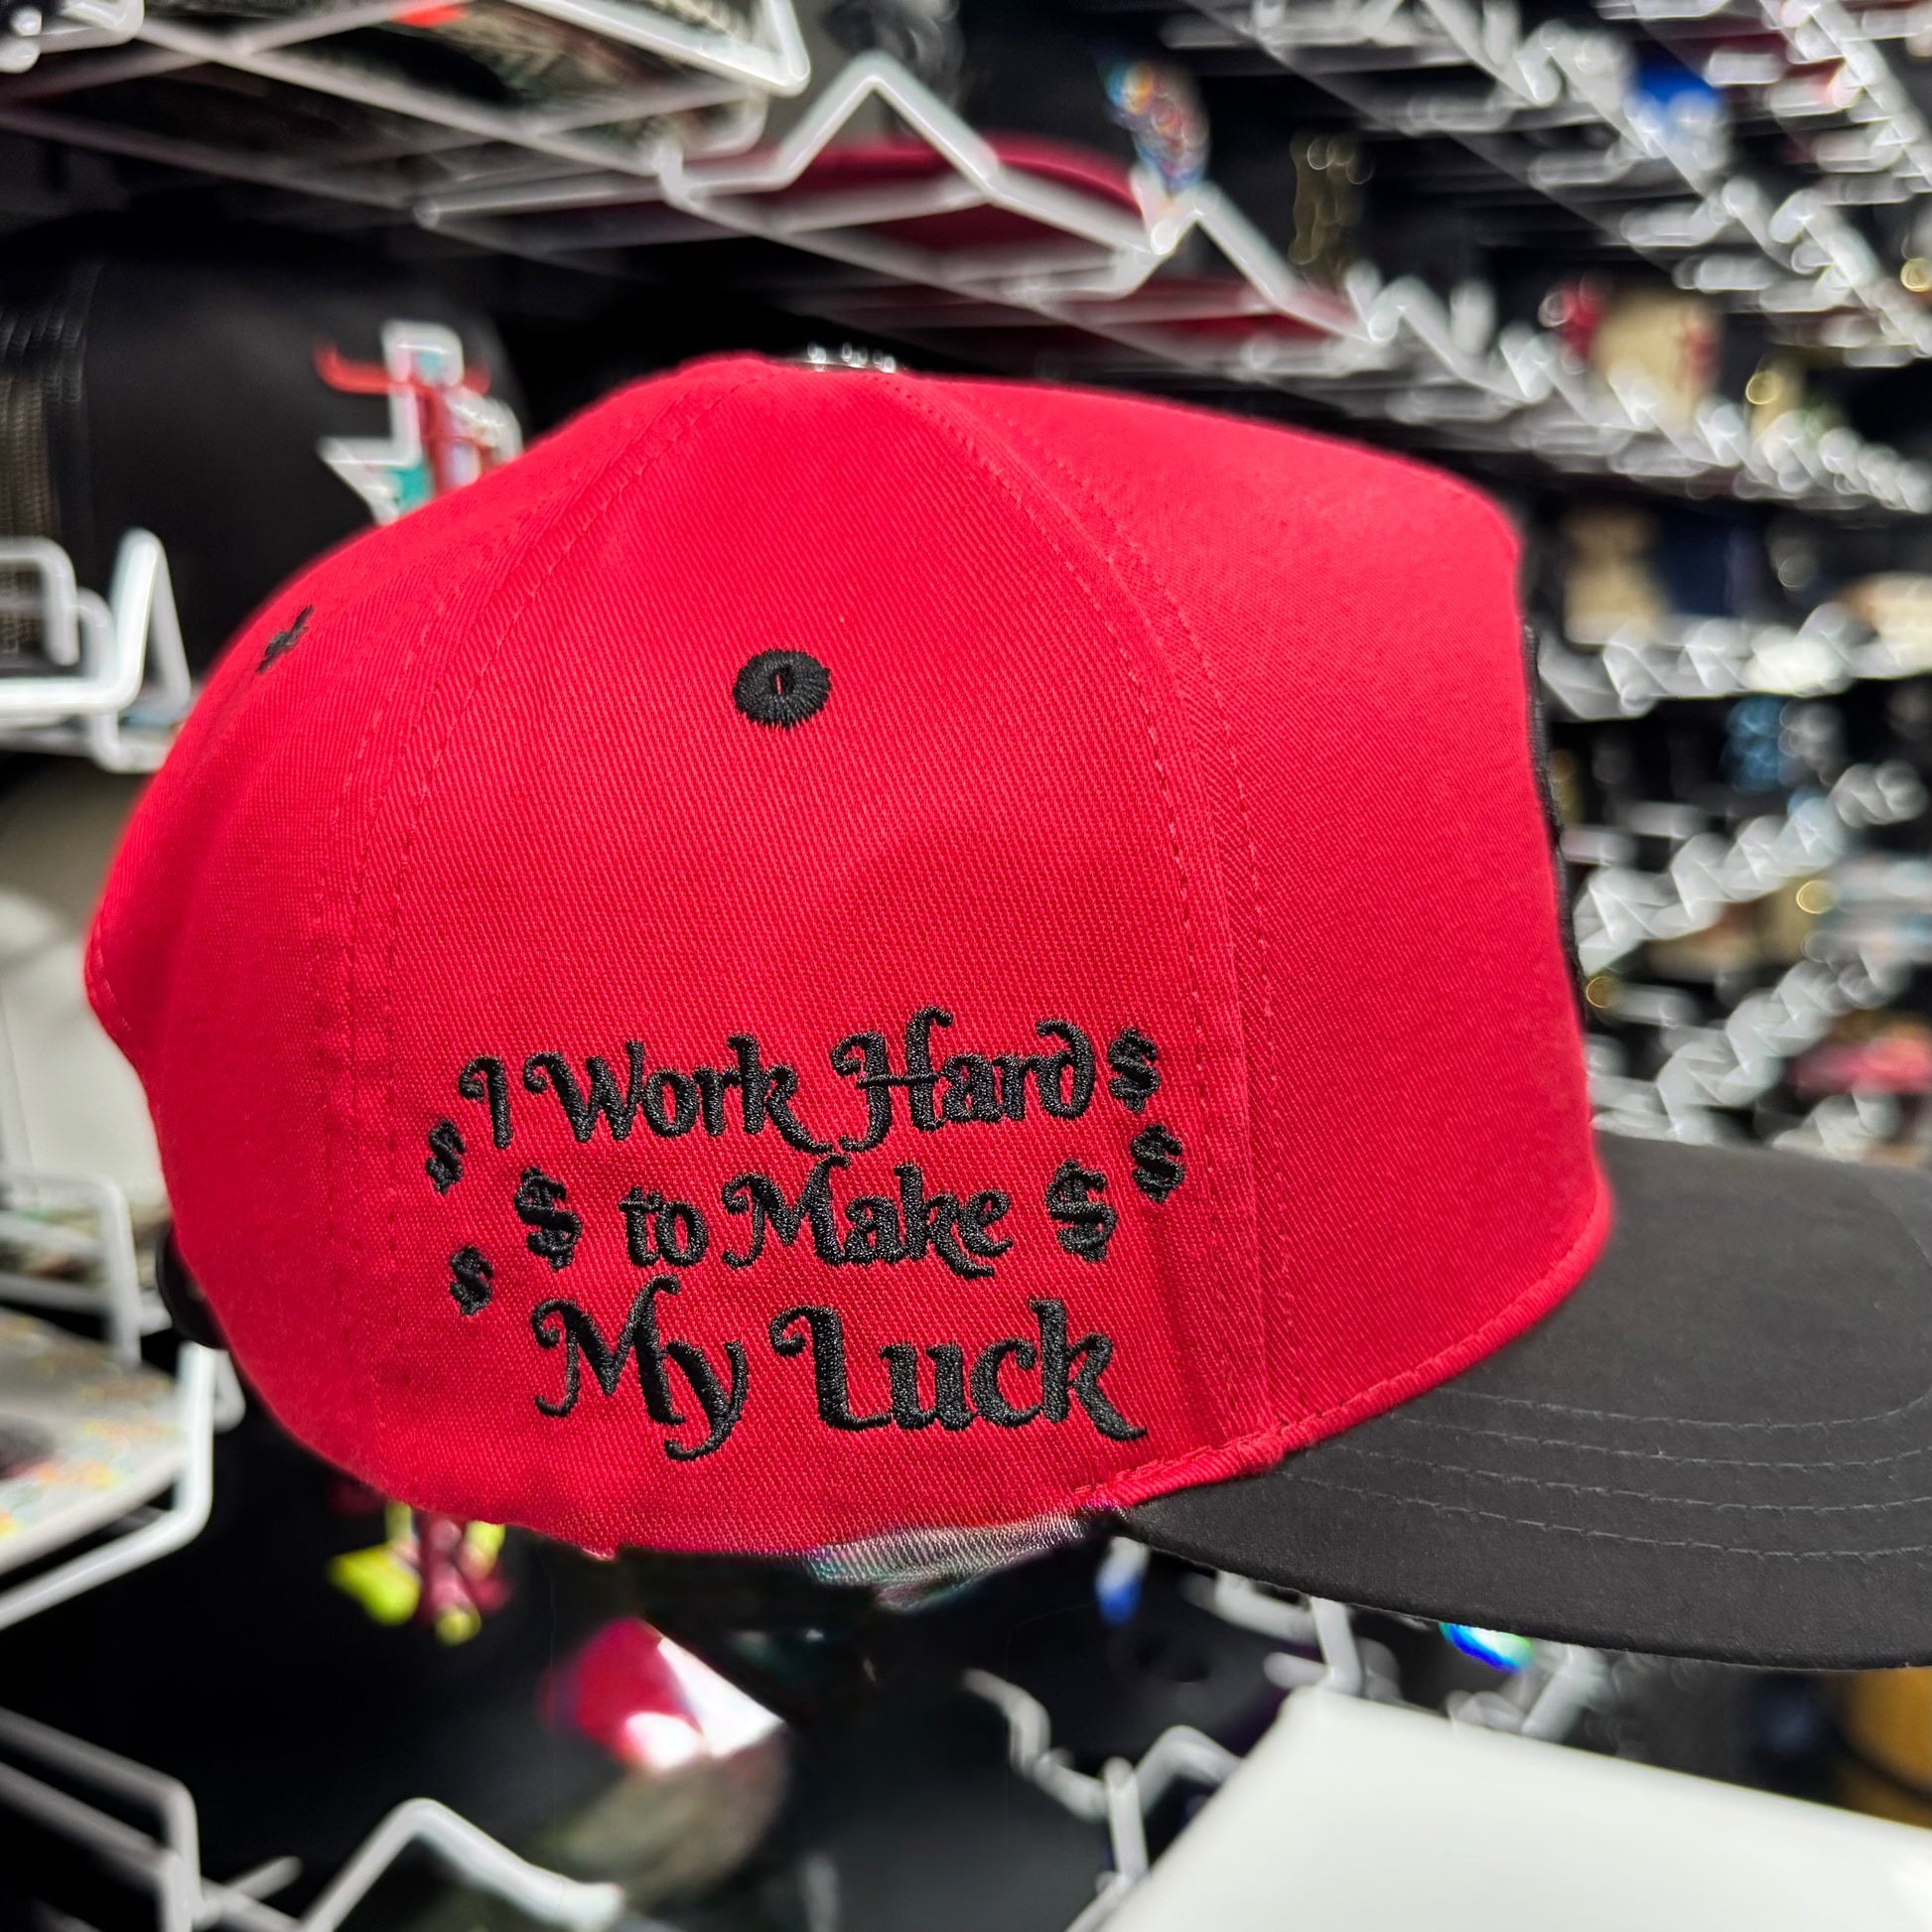 I Work Hard $
$ $ to Make $ $
$ My Luck